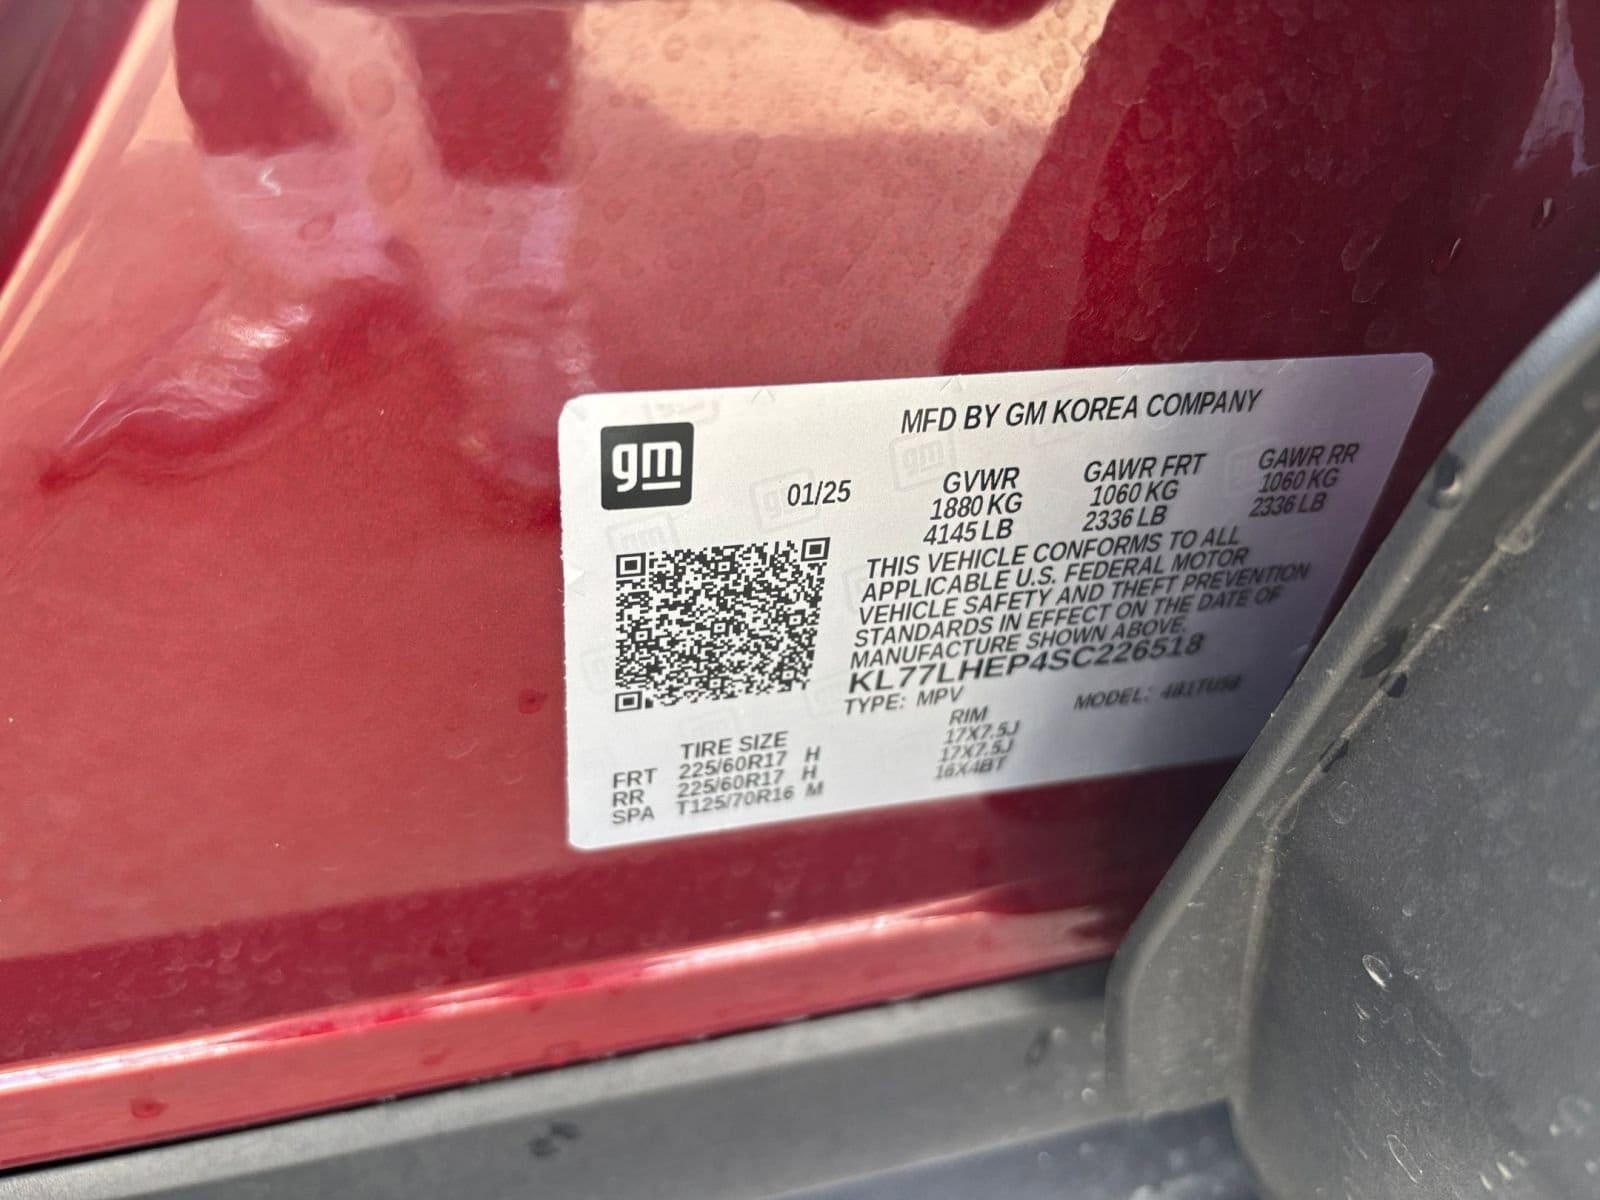 MFD BY GM KOREA COMPANY
gm
01/25
GVWR
1880 KG
4145 LB
GAWR FRT
1060 KG
2336 LB
GAWR RR
1060 KG
2336 LB
THIS VEHICLE CONFORMS TO ALL
APPLICABLE U.S. FEDERAL MOTOR
VEHICLE SAFETY AND THEFT PREVENTION
STANDARDS IN EFFECT ON THE DATE OF
MANUFACTURE SHOWN ABOVE.
KL77LHEP4SC226518
TYPE: MPV
MODEL:
TIRE SIZE RIM
FRT 225/60R17 H 17X7.5J
RR 225/60R17 H 17X7.5J
SPA T125/70R16 M 16X4BT